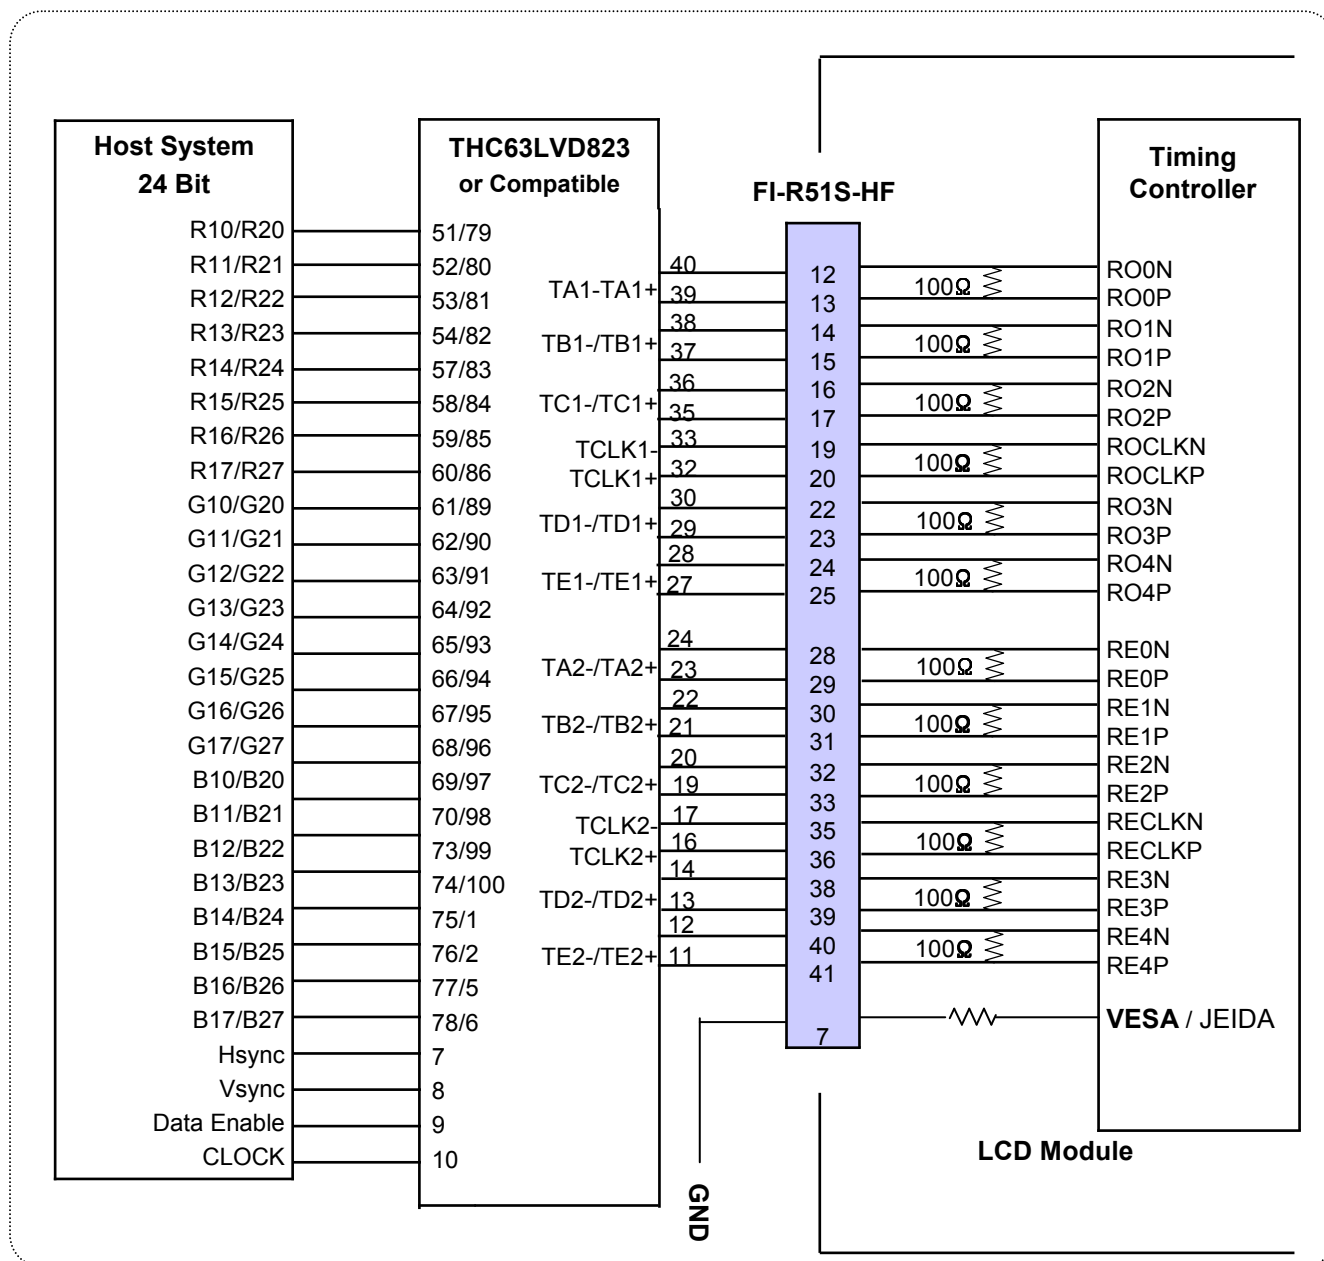 Host System
24 Bit
R10/R20
R11/R21
R12/R22
R13/R23
R14/R24
R15/R25
R16/R26
R17/R27
G10/G20
G11/G21
G12/G22
G13/G23
G14/G24
G15/G25
G16/G26
G17/G27
B10/B20
B11/B21
B12/B22
B13/B23
B14/B24
B15/B25
B16/B26
B17/B27
Hsync
Vsync
Data Enable
CLOCK
THC63LVD823
or Compatible
51/79
52/80
53/81
54/82
57/83
58/84
59/85
60/86
61/89
62/90
63/91
64/92
65/93
66/94
67/95
68/96
69/97
70/98
73/99
74/100
75/1
76/2
77/5
78/6
7
8
9
10
TA1-TA1+
TB1-/TB1+
TC1-/TC1+
TCLK1-
TCLK1+
TD1-/TD1+
TE1-/TE1+
TA2-/TA2+
TB2-/TB2+
TC2-/TC2+
TCLK2-
TCLK2+
TD2-/TD2+
TE2-/TE2+
40
39
38
37
36
35
33
32
30
29
28
27
24
23
22
21
20
19
17
16
14
13
12
11
GND
FI-R51S-HF
12
13
14
15
16
17
19
20
22
23
24
25
28
29
30
31
32
33
35
36
38
39
40
41
7
100Ω
100Ω
100Ω
100Ω
100Ω
100Ω
100Ω
100Ω
100Ω
100Ω
100Ω
100Ω
Timing
Controller
RO0N
RO0P
RO1N
RO1P
RO2N
RO2P
ROCLKN
ROCLKP
RO3N
RO3P
RO4N
RO4P
RE0N
RE0P
RE1N
RE1P
RE2N
RE2P
RECLKN
RECLKP
RE3N
RE3P
RE4N
RE4P
VESA / JEIDA
LCD Module